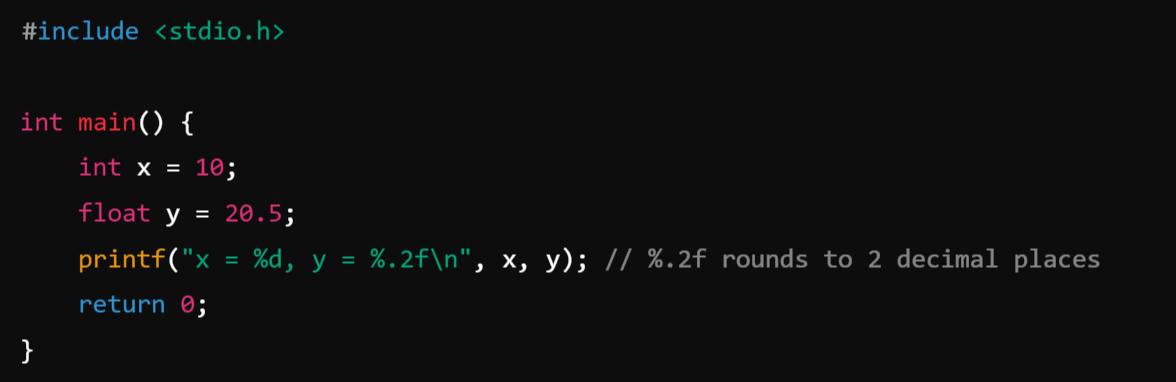 #include <stdio.h>
int main() {
    int x = 10;
    float y = 20.5;
    printf("x = %d, y = %.2f\n", x, y); // %.2f rounds to 2 decimal places
    return 0;
}